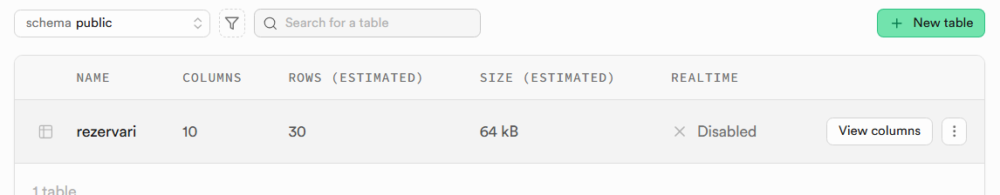 schema public Search for a table New table
NAME COLUMNS ROWS (ESTIMATED) SIZE (ESTIMATED) REALTIME
rezervari 10 30 64 kB Disabled View columns
1 table